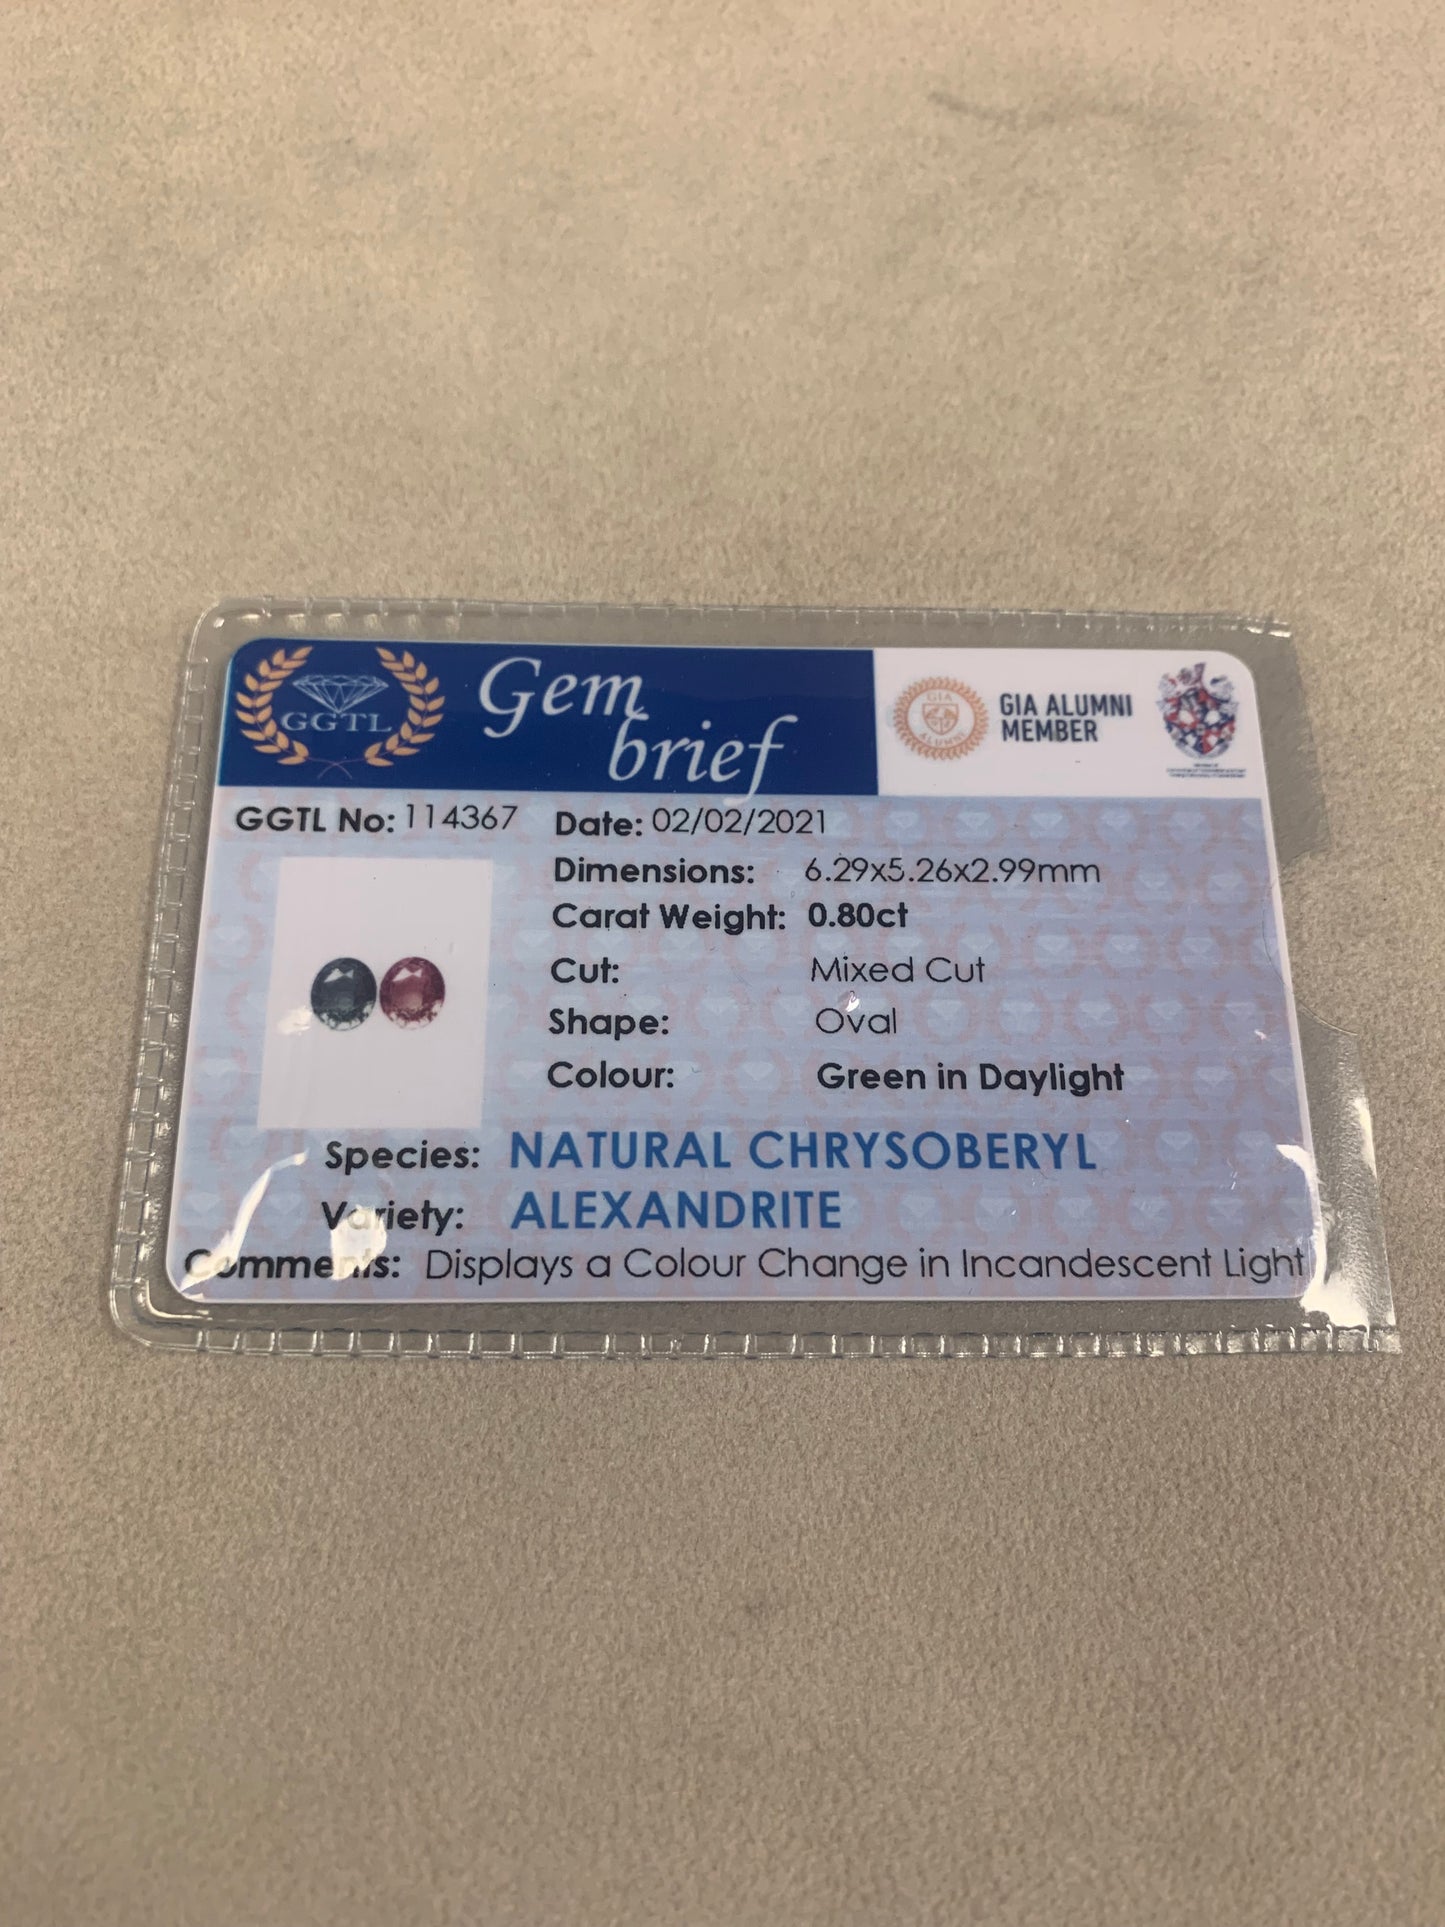 GGTL
Gem
brief
GIA
ALUMNI
GIA ALUMNI
MEMBER
GGTL No: 114367 Date: 02/02/2021
Dimensions: 6.29x5.26x2.99mm
Carat Weight: 0.80ct
Cut: Mixed Cut
Shape: Oval
Colour: Green in Daylight
Species: NATURAL CHRYSOBERYL
Variety: ALEXANDRITE
Comments: Displays a Colour Change in Incandescent Light